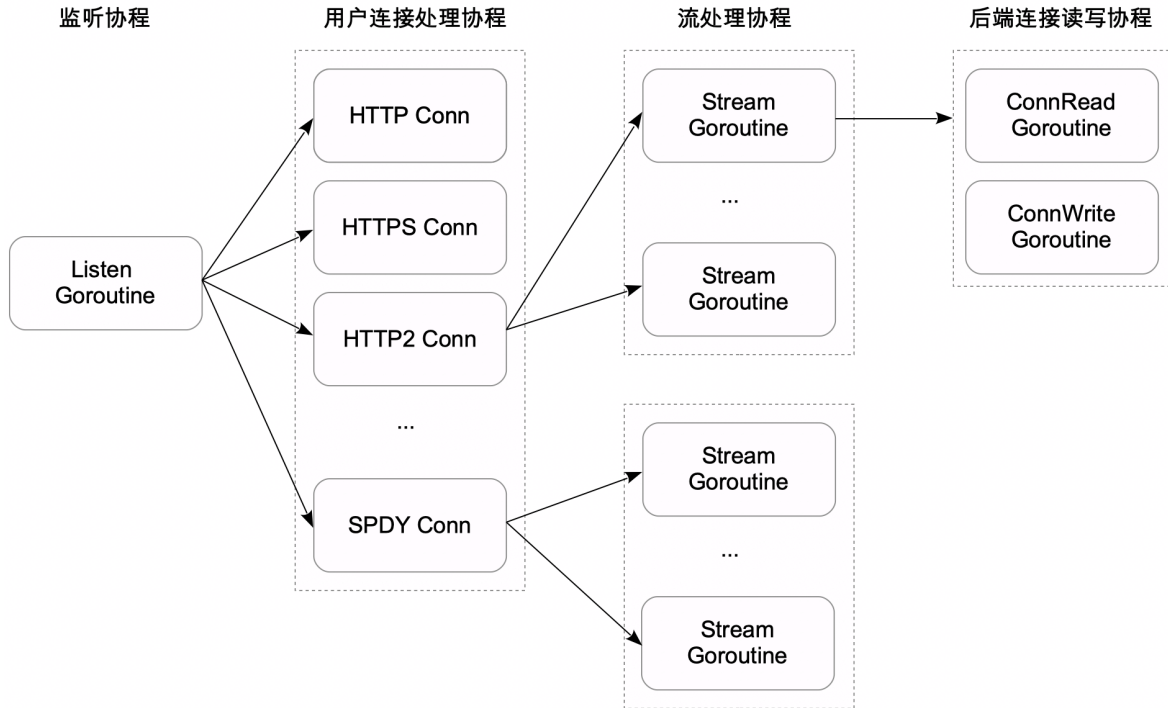 监听协程
用户连接处理协程
流处理协程
后端连接读写协程
Listen
Goroutine
HTTP Conn
HTTPS Conn
HTTP2 Conn
...
SPDY Conn
Stream
Goroutine
...
Stream
Goroutine
Stream
Goroutine
...
Stream
Goroutine
ConnRead
Goroutine
ConnWrite
Goroutine